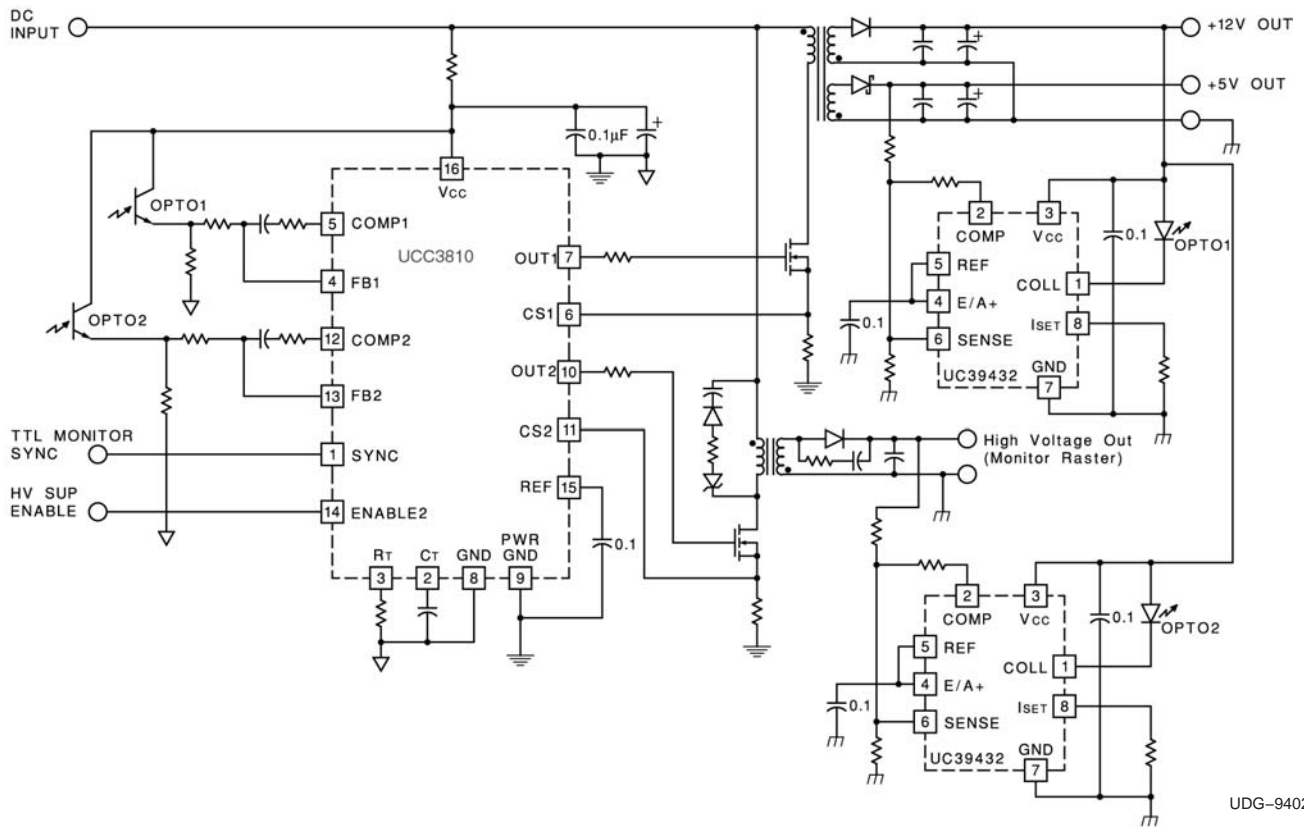 DC
INPUT
+12V OUT
+5V OUT
0.1µF
+
+
+
16
VCC
OPTO1
5 COMP1
UCC3810
OUT1 7
4 FB1
CS1 6
OPTO2
12 COMP2
OUT2 10
13 FB2
CS2 11
TTL MONITOR
SYNC
1 SYNC
REF 15
HV SUP
ENABLE
14 ENABLE2
RT CT GND PWR
GND
3 2 8 9
0.1
2 3
COMP VCC
0.1
OPTO1
5 REF
COLL 1
4 E/A+
0.1
ISET 8
6 SENSE
GND
UC39432
7
High Voltage Out
(Monitor Raster)
2 3
COMP VCC
0.1
OPTO2
5 REF
COLL 1
4 E/A+
0.1
ISET 8
6 SENSE
GND
UC39432
7
UDG–9402